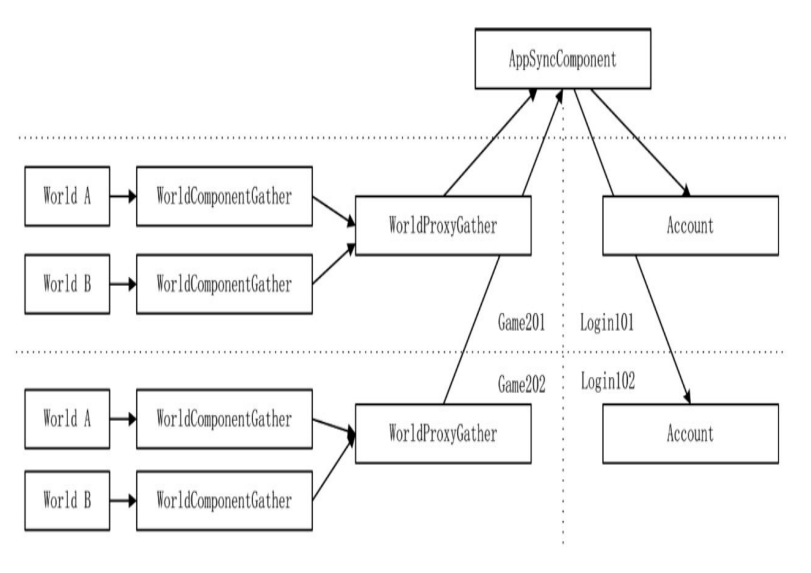 AppSyncComponent
World A
WorldComponentGather
WorldProxyGather
Account
World B
WorldComponentGather
Game201
Login101
Game202
Login102
World A
WorldComponentGather
WorldProxyGather
Account
World B
WorldComponentGather